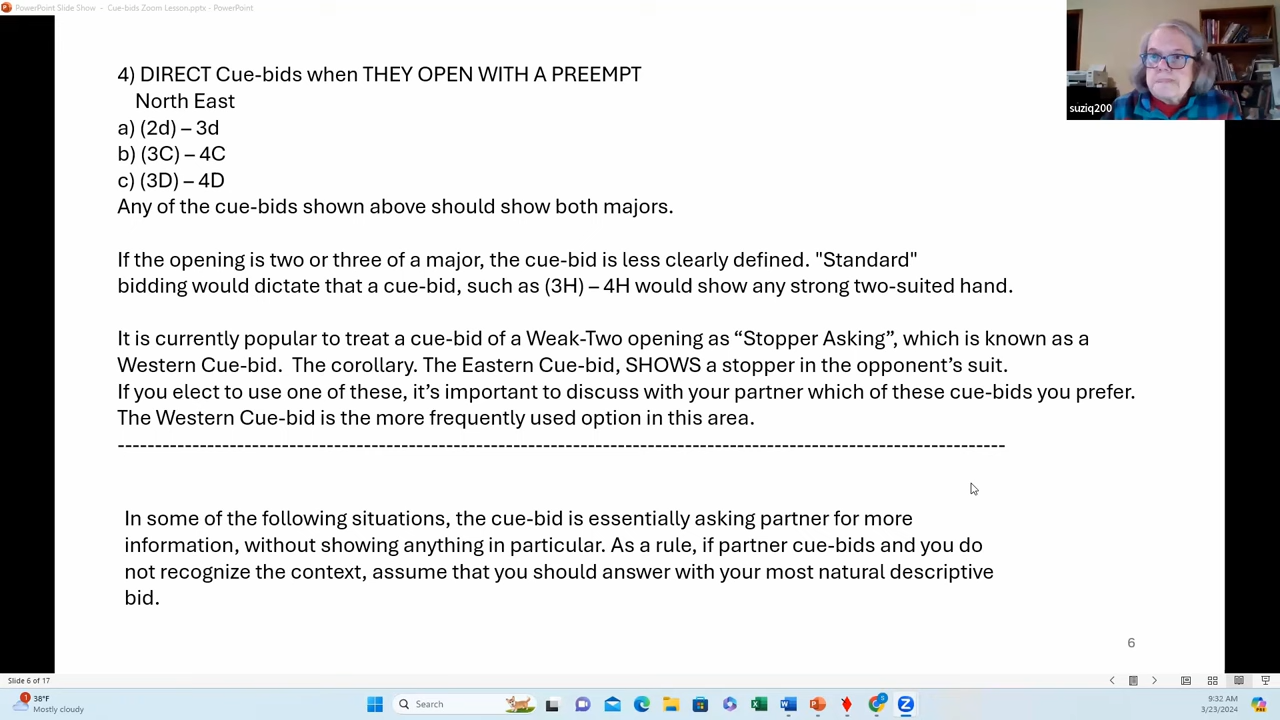 PowerPoint Slide Show - Cue-bids Zoom Lesson.pptx - PowerPoint
4) DIRECT Cue-bids when THEY OPEN WITH A PREEMPT
North East
a) (2d) – 3d
b) (3C) – 4C
c) (3D) – 4D
Any of the cue-bids shown above should show both majors.
If the opening is two or three of a major, the cue-bid is less clearly defined. "Standard"
bidding would dictate that a cue-bid, such as (3H) – 4H would show any strong two-suited hand.
It is currently popular to treat a cue-bid of a Weak-Two opening as “Stopper Asking”, which is known as a
Western Cue-bid.  The corollary. The Eastern Cue-bid, SHOWS a stopper in the opponent’s suit.
If you elect to use one of these, it’s important to discuss with your partner which of these cue-bids you prefer.
The Western Cue-bid is the more frequently used option in this area.
------------------------------------------------------------------------------------------------------------------------
In some of the following situations, the cue-bid is essentially asking partner for more
information, without showing anything in particular. As a rule, if partner cue-bids and you do
not recognize the context, assume that you should answer with your most natural descriptive
bid.
6
suziq200
Slide 6 of 17
1
38°F
Mostly cloudy
Search
9:32 AM
3/23/2024